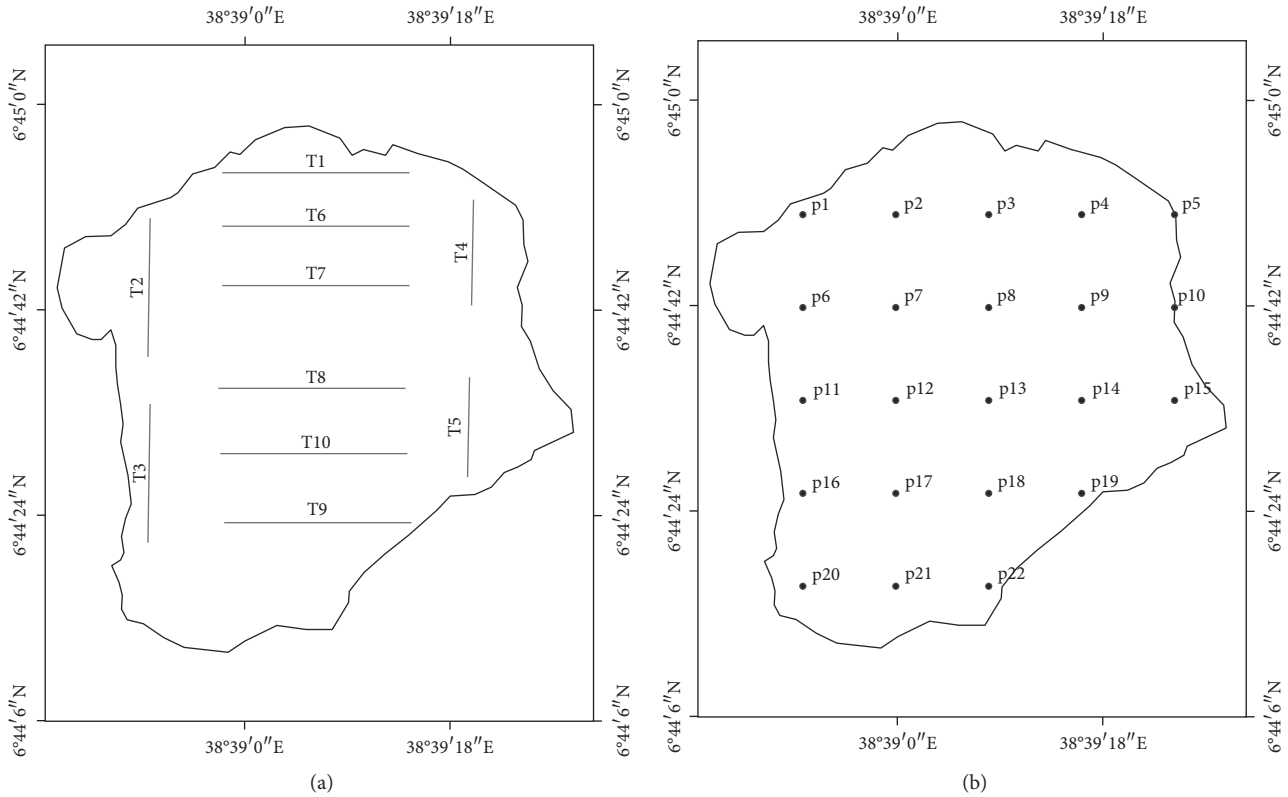 38°39′0″E 38°39′18″E
6°45′0″N 6°45′0″N
6°44′42″N 6°44′42″N
6°44′24″N 6°44′24″N
6°44′6″N 6°44′6″N
T1
T6
T4
T7
T2
T8
T5
T10
T3
T9
38°39′0″E 38°39′18″E
(a)
38°39′0″E 38°39′18″E
6°45′0″N 6°45′0″N
6°44′42″N 6°44′42″N
6°44′24″N 6°44′24″N
6°44′6″N 6°44′6″N
p1 p2 p3 p4 p5
p6 p7 p8 p9 p10
p11 p12 p13 p14 p15
p16 p17 p18 p19
p20 p21 p22
38°39′0″E 38°39′18″E
(b)